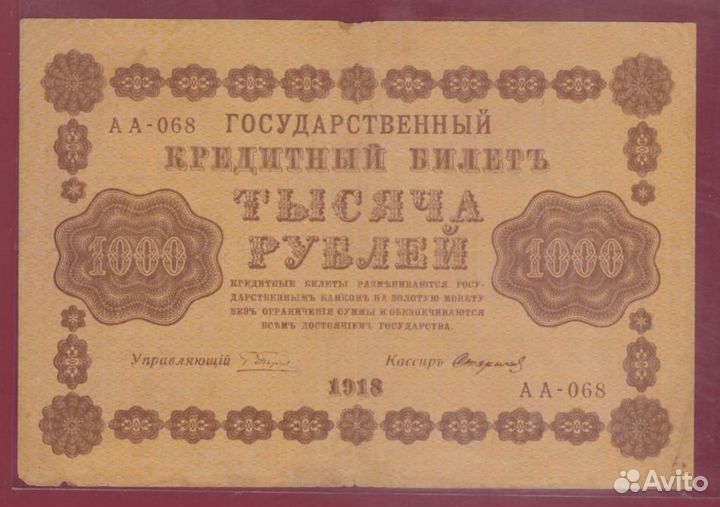 АА-068 ГОСУДАРСТВЕННЫЙ
КРЕДИТНЫЙ БИЛЕТЪ
ТЫСЯЧА
РУБЛЕЙ
1000 1000
КРЕДИТНЫЕ БИЛЕТЫ РАЗМѢНИВАЮТСЯ ГОСУ-
ДАРСТВЕННЫМЪ БАНКОМЪ НА ЗОЛОТУЮ МОНЕТУ
БЕЗЪ ОГРАНИЧЕНІЯ СУММЫ И ОБЕЗПЕЧИВАЮТСЯ
ВСѢМЪ ДОСТОЯНІЕМЪ ГОСУДАРСТВА.
Управляющій Кассиръ
1918
АА-068
Avito